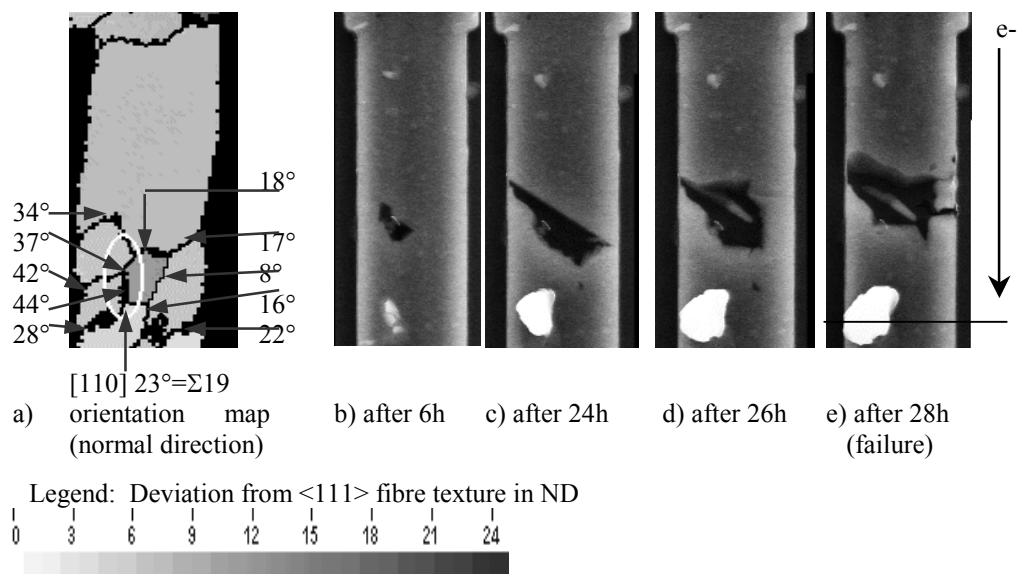 e-
18°
34°
17°
37°
8°
42°
44°
16°
28°
22°
[110] 23°=Σ19
a) orientation map
(normal direction)
b) after 6h
c) after 24h
d) after 26h
e) after 28h
(failure)
Legend: Deviation from <111> fibre texture in ND
0 3 6 9 12 15 18 21 24